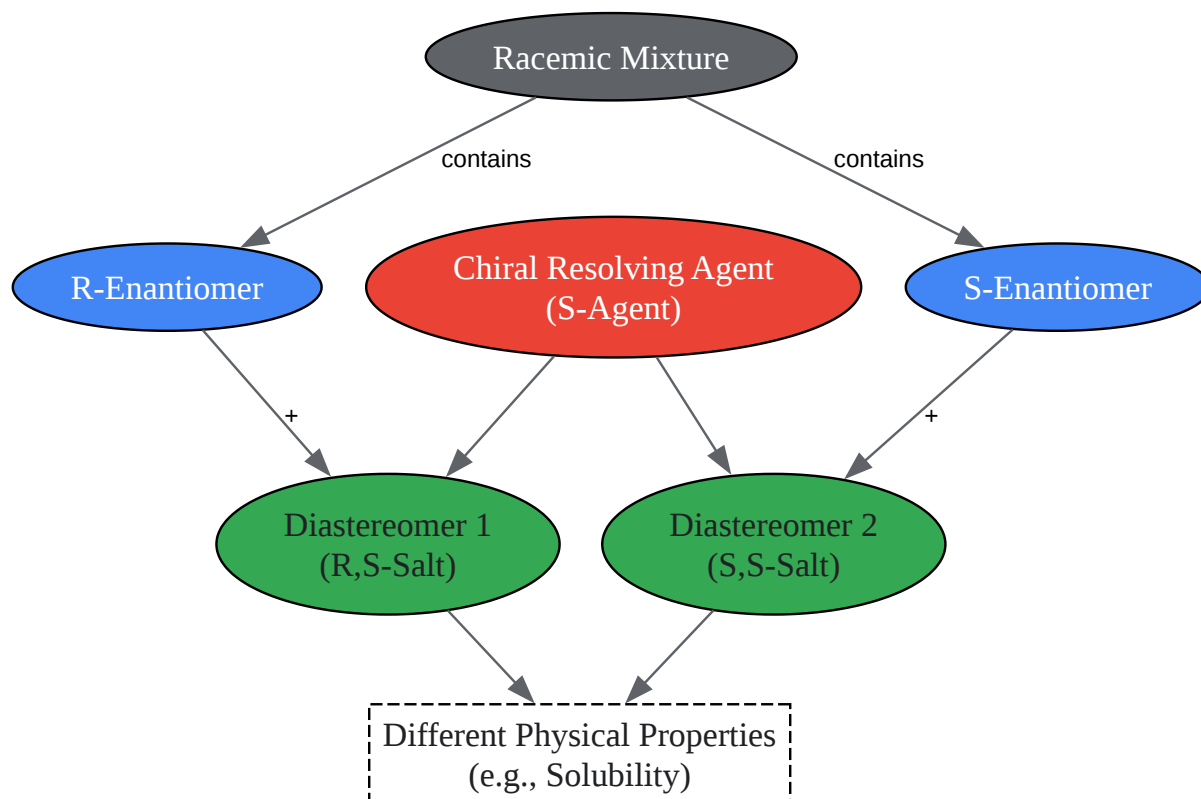 Racemic Mixture
contains
contains
R-Enantiomer
Chiral Resolving Agent
(S-Agent)
S-Enantiomer
+
+
Diastereomer 1
(R,S-Salt)
Diastereomer 2
(S,S-Salt)
Different Physical Properties
(e.g., Solubility)